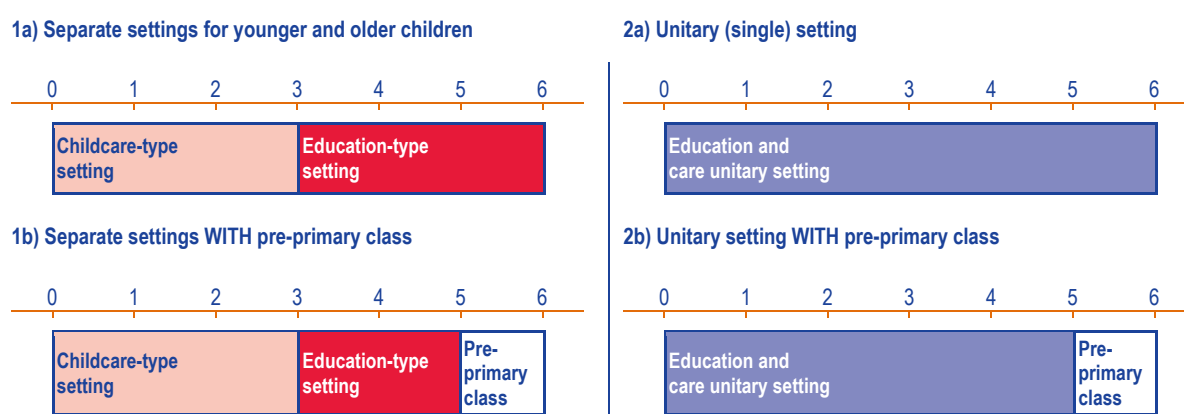 1a) Separate settings for younger and older children
0 1 2 3 4 5 6
Childcare-type
setting
Education-type
setting
1b) Separate settings WITH pre-primary class
0 1 2 3 4 5 6
Childcare-type
setting
Education-type
setting
Pre-
primary
class
2a) Unitary (single) setting
0 1 2 3 4 5 6
Education and
care unitary setting
2b) Unitary setting WITH pre-primary class
0 1 2 3 4 5 6
Education and
care unitary setting
Pre-
primary
class